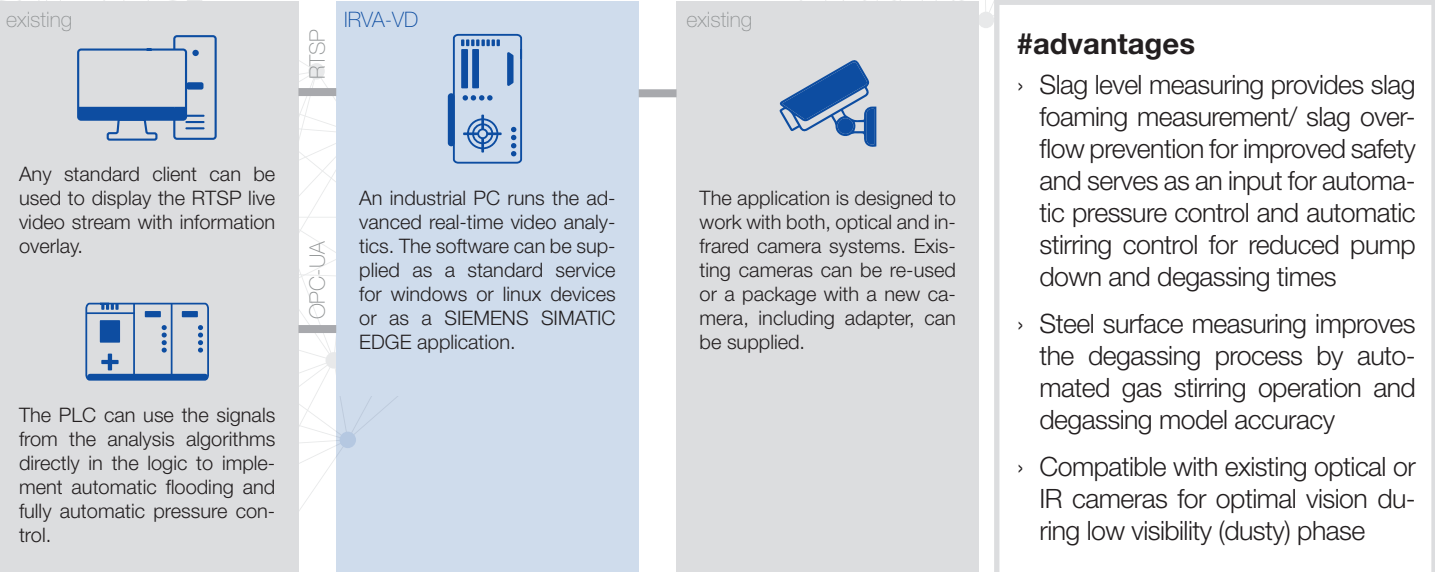 existing
Any standard client can be
used to display the RTSP live
video stream with information
overlay.
The PLC can use the signals
from the analysis algorithms
directly in the logic to imple-
ment automatic flooding and
fully automatic pressure con-
trol.
RTSP
OPC-UA
IRVA-VD
An industrial PC runs the ad-
vanced real-time video analy-
tics. The software can be sup-
plied as a standard service
for windows or linux devices
or as a SIEMENS SIMATIC
EDGE application.
existing
The application is designed to
work with both, optical and in-
frared camera systems. Exis-
ting cameras can be re-used
or a package with a new ca-
mera, including adapter, can
be supplied.
#advantages
› Slag level measuring provides slag
foaming measurement/ slag over-
flow prevention for improved safety
and serves as an input for automa-
tic pressure control and automatic
stirring control for reduced pump
down and degassing times
› Steel surface measuring improves
the degassing process by auto-
mated gas stirring operation and
degassing model accuracy
› Compatible with existing optical or
IR cameras for optimal vision du-
ring low visibility (dusty) phase